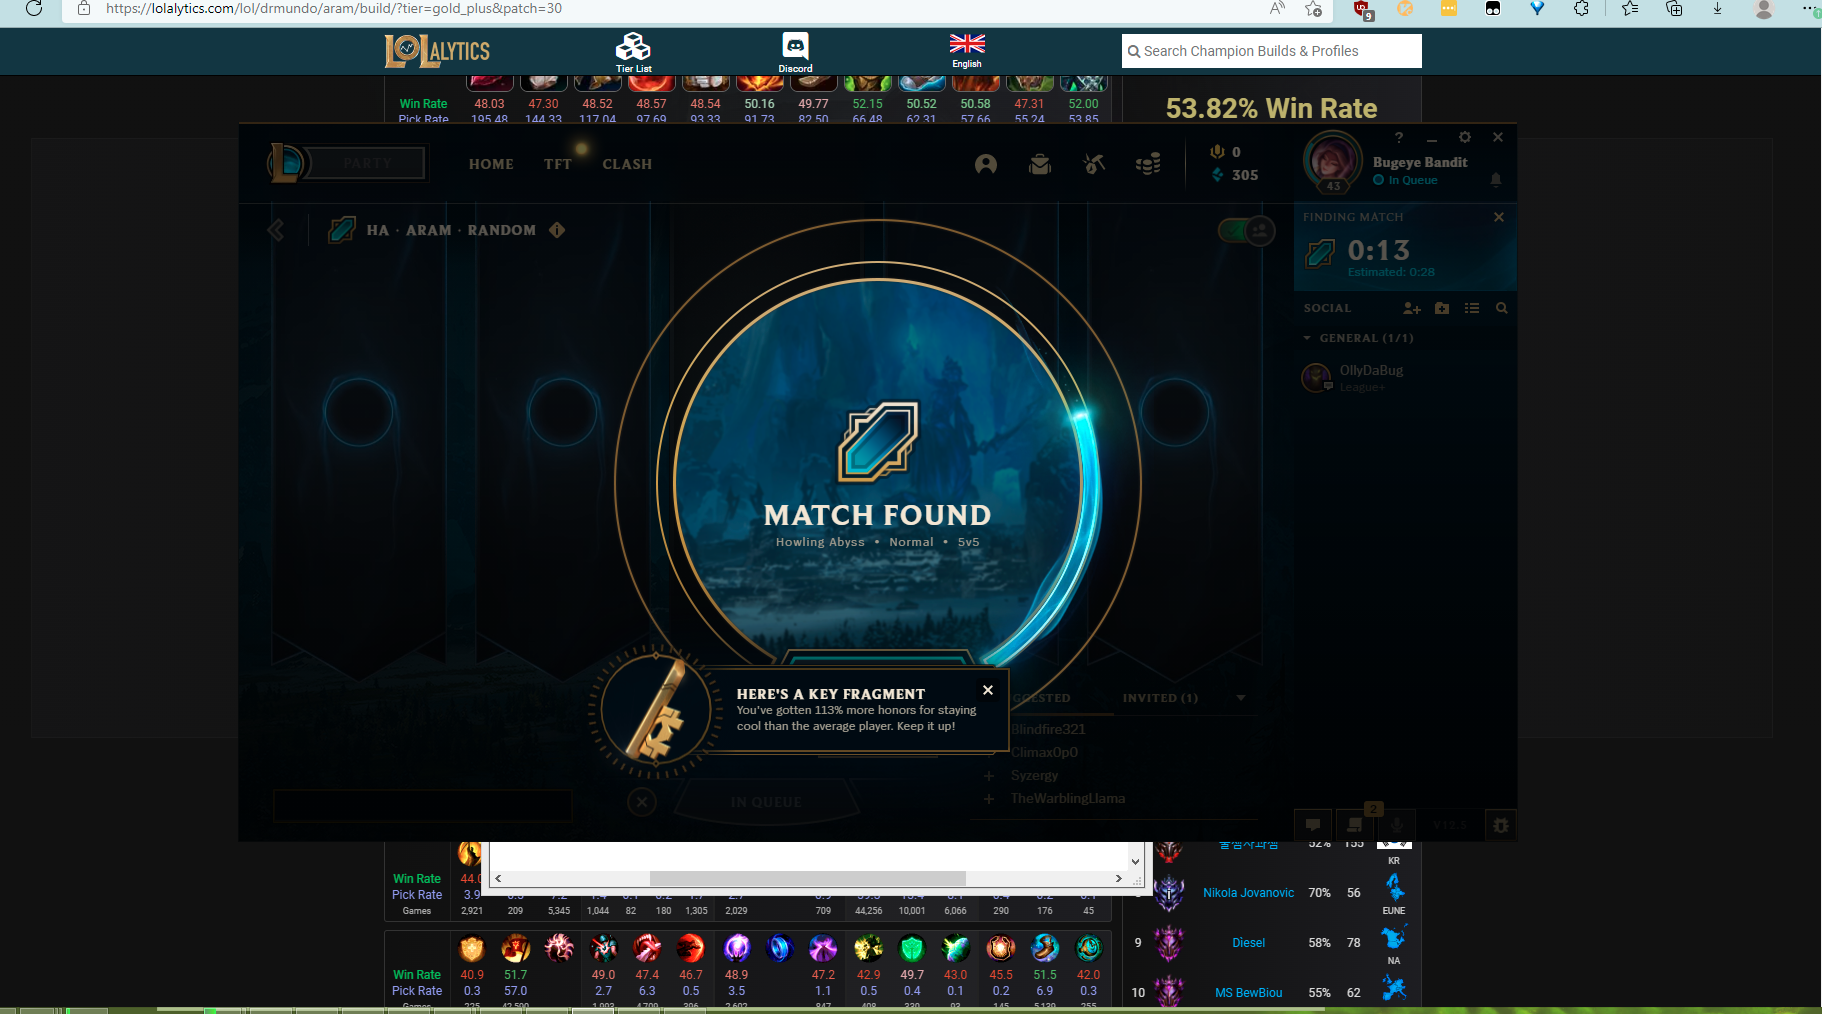 https://lolalytics.com/lol/drmundo/aram/build/?tier=gold_plus&patch=30
9
LOLALYTICS
Tier List
Discord
English
Search Champion Builds & Profiles
Win Rate 48.03 47.30 48.52 48.57 48.54 50.16 49.77 52.15 50.52 50.58 47.31 52.00
Pick Rate 195.48 144.33 117.04 97.69 93.33 91.73 82.50 66.48 62.31 57.66 55.24 53.85
53.82% Win Rate
PARTY
HOME
TFT
CLASH
0
305
43
Bugeye Bandit
In Queue
HA · ARAM · RANDOM
FINDING MATCH
0:13
Estimated: 0:28
SOCIAL
GENERAL (1/1)
OllyDaBug
League+
MATCH FOUND
Howling Abyss • Normal • 5v5
HERE'S A KEY FRAGMENT
You've gotten 113% more honors for staying
cool than the average player. Keep it up!
GESTED
INVITED (1)
Blindfire321
Climax0p0
Syzergy
TheWarblingLlama
IN QUEUE
2
V12.5
52% 155
KR
Win Rate 44.0
Pick Rate 3.9
Games 2,921 209 5,345 1,044 82 180 1,305 2,029 709 44,256 10,001 6,066 290 176 45
Nikola Jovanovic 70% 56
EUNE
9 Diesel 58% 78
NA
Win Rate 40.9 51.7 49.0 47.4 46.7 48.9 47.2 42.9 49.7 43.0 45.5 51.5 42.0
Pick Rate 0.3 57.0 2.7 6.3 0.5 3.5 1.1 0.5 0.4 0.1 0.2 6.9 0.3
10 MS BewBiou 55% 62